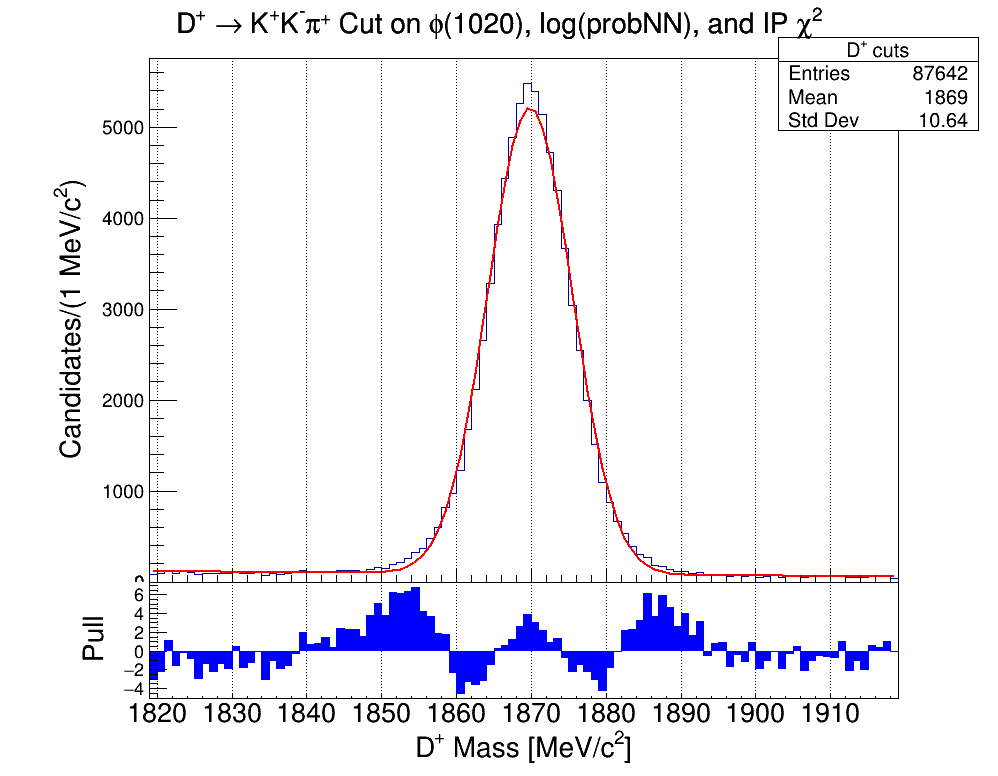 D⁺ → K⁺K⁻π⁺ Cut on ϕ(1020), log(probNN), and IP χ²
D⁺ cuts
Entries 87642
Mean 1869
Std Dev 10.64
Candidates/(1 MeV/c²)
5000
4000
3000
2000
1000
0
Pull
6
4
2
0
−2
−4
1820 1830 1840 1850 1860 1870 1880 1890 1900 1910
D⁺ Mass [MeV/c²]